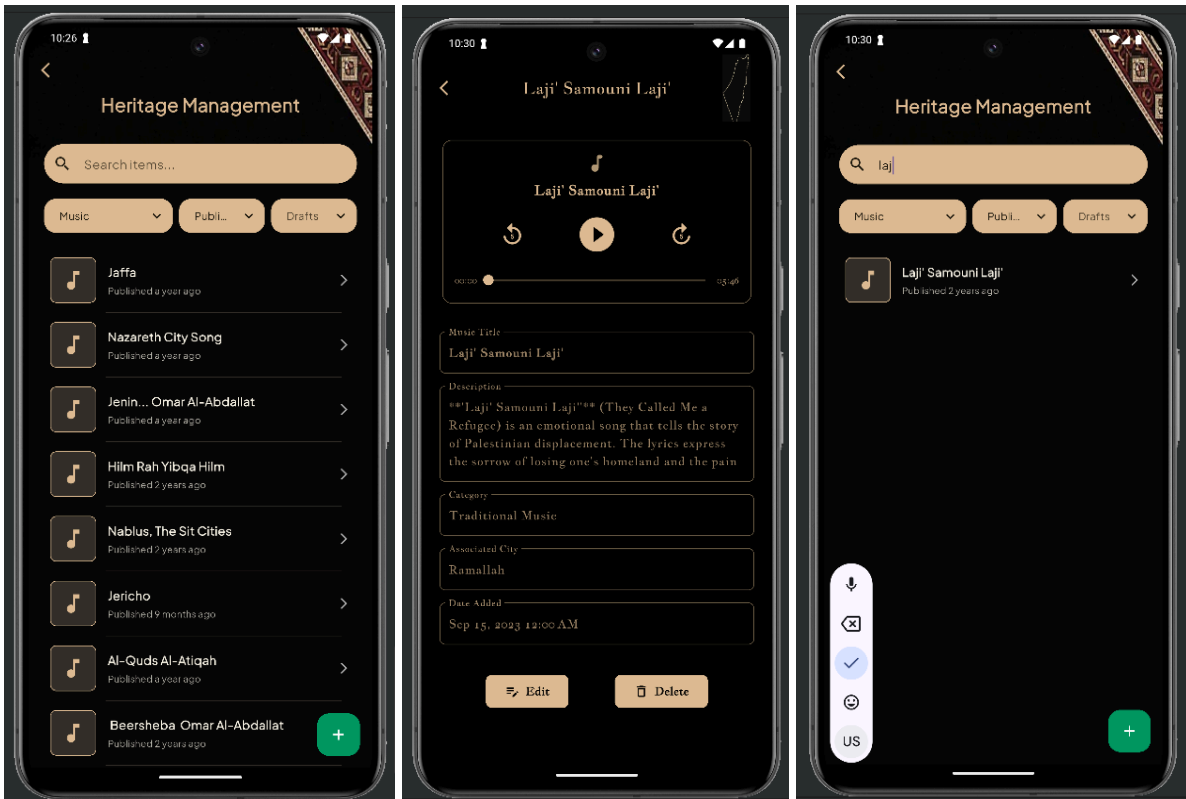 10:26
Heritage Management
Search items...
Music
Publi...
Drafts
Jaffa
Published a year ago
Nazareth City Song
Published a year ago
Jenin... Omar Al-Abdallat
Published a year ago
Hilm Rah Yibqa Hilm
Published 2 years ago
Nablus, The Sit Cities
Published 2 years ago
Jericho
Published 9 months ago
Al-Quds Al-Atiqah
Published a year ago
Beersheba Omar Al-Abdallat
Published 2 years ago
10:30
Laji' Samouni Laji'
Laji' Samouni Laji'
5
00:00
05:46
Music Title
Laji' Samouni Laji'
Description
**'Laji' Samouni Laji''** (They Called Me a
Refugee) is an emotional song that tells the story
of Palestinian displacement. The lyrics express
the sorrow of losing one's homeland and the pain
Category
Traditional Music
Associated City
Ramallah
Date Added
Sep 15, 2023 12:00 AM
Edit
Delete
10:30
Heritage Management
laj
Music
Publi...
Drafts
Laji' Samouni Laji'
Published 2 years ago
US